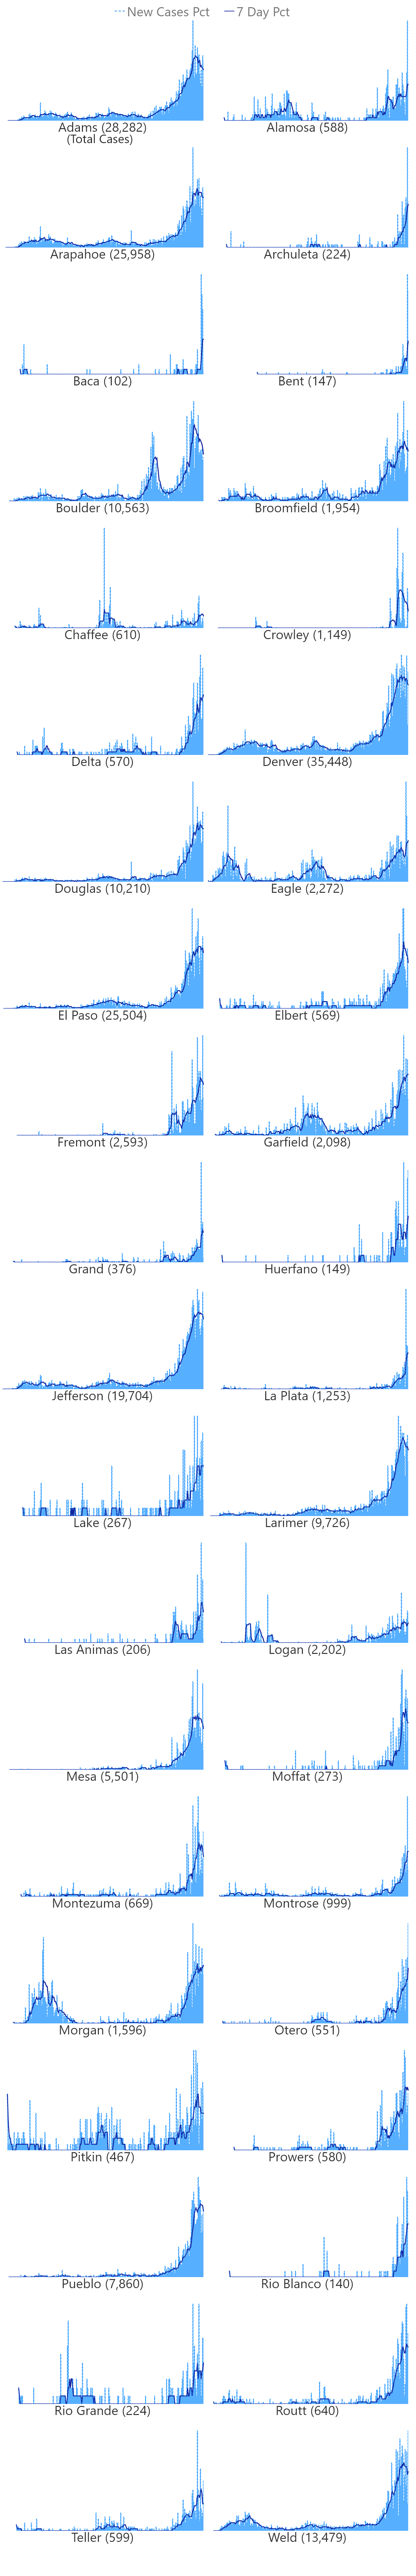 New Cases Pct 7 Day Pct
Adams (28,282)
(Total Cases)
Alamosa (588)
Arapahoe (25,958)
Archuleta (224)
Baca (102)
Bent (147)
Boulder (10,563)
Broomfield (1,954)
Chaffee (610)
Crowley (1,149)
Delta (570)
Denver (35,448)
Douglas (10,210)
Eagle (2,272)
El Paso (25,504)
Elbert (569)
Fremont (2,593)
Garfield (2,098)
Grand (376)
Huerfano (149)
Jefferson (19,704)
La Plata (1,253)
Lake (267)
Larimer (9,726)
Las Animas (206)
Logan (2,202)
Mesa (5,501)
Moffat (273)
Montezuma (669)
Montrose (999)
Morgan (1,596)
Otero (551)
Pitkin (467)
Prowers (580)
Pueblo (7,860)
Rio Blanco (140)
Rio Grande (224)
Routt (640)
Teller (599)
Weld (13,479)